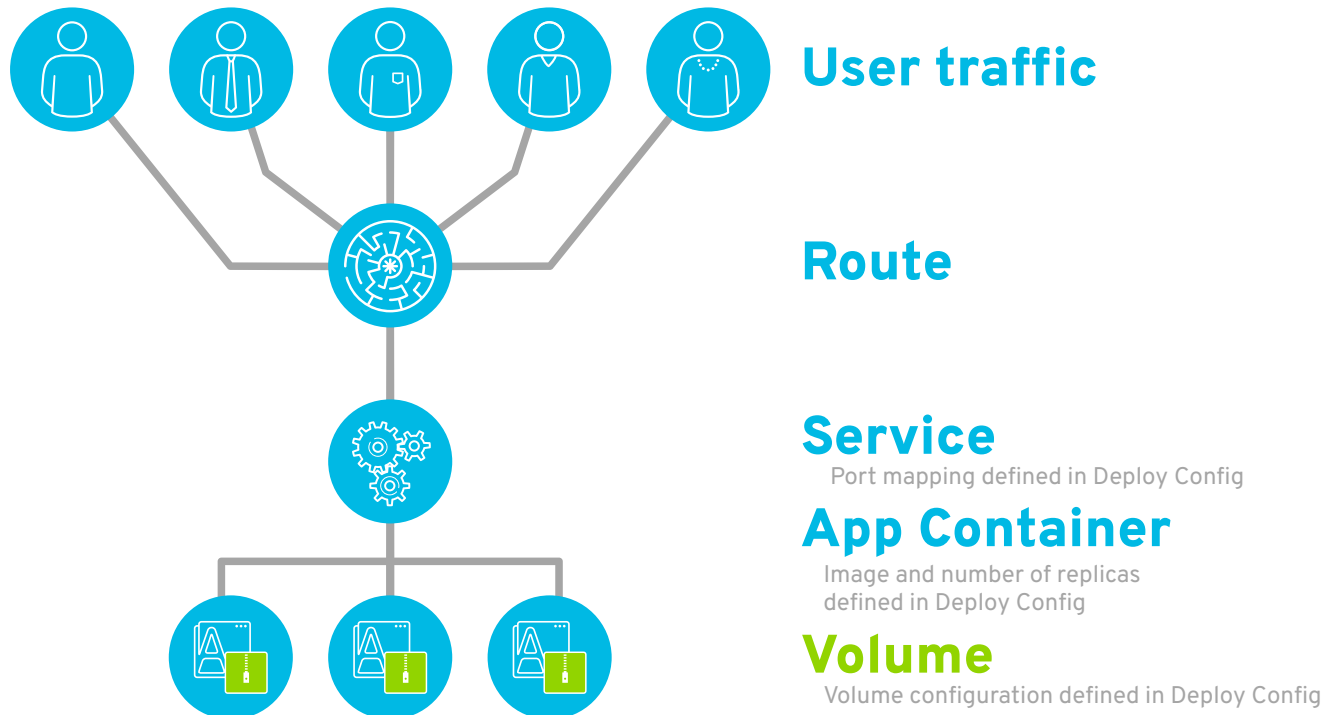 User traffic
Route
Service
Port mapping defined in Deploy Config
App Container
Image and number of replicas
defined in Deploy Config
Volume
Volume configuration defined in Deploy Config